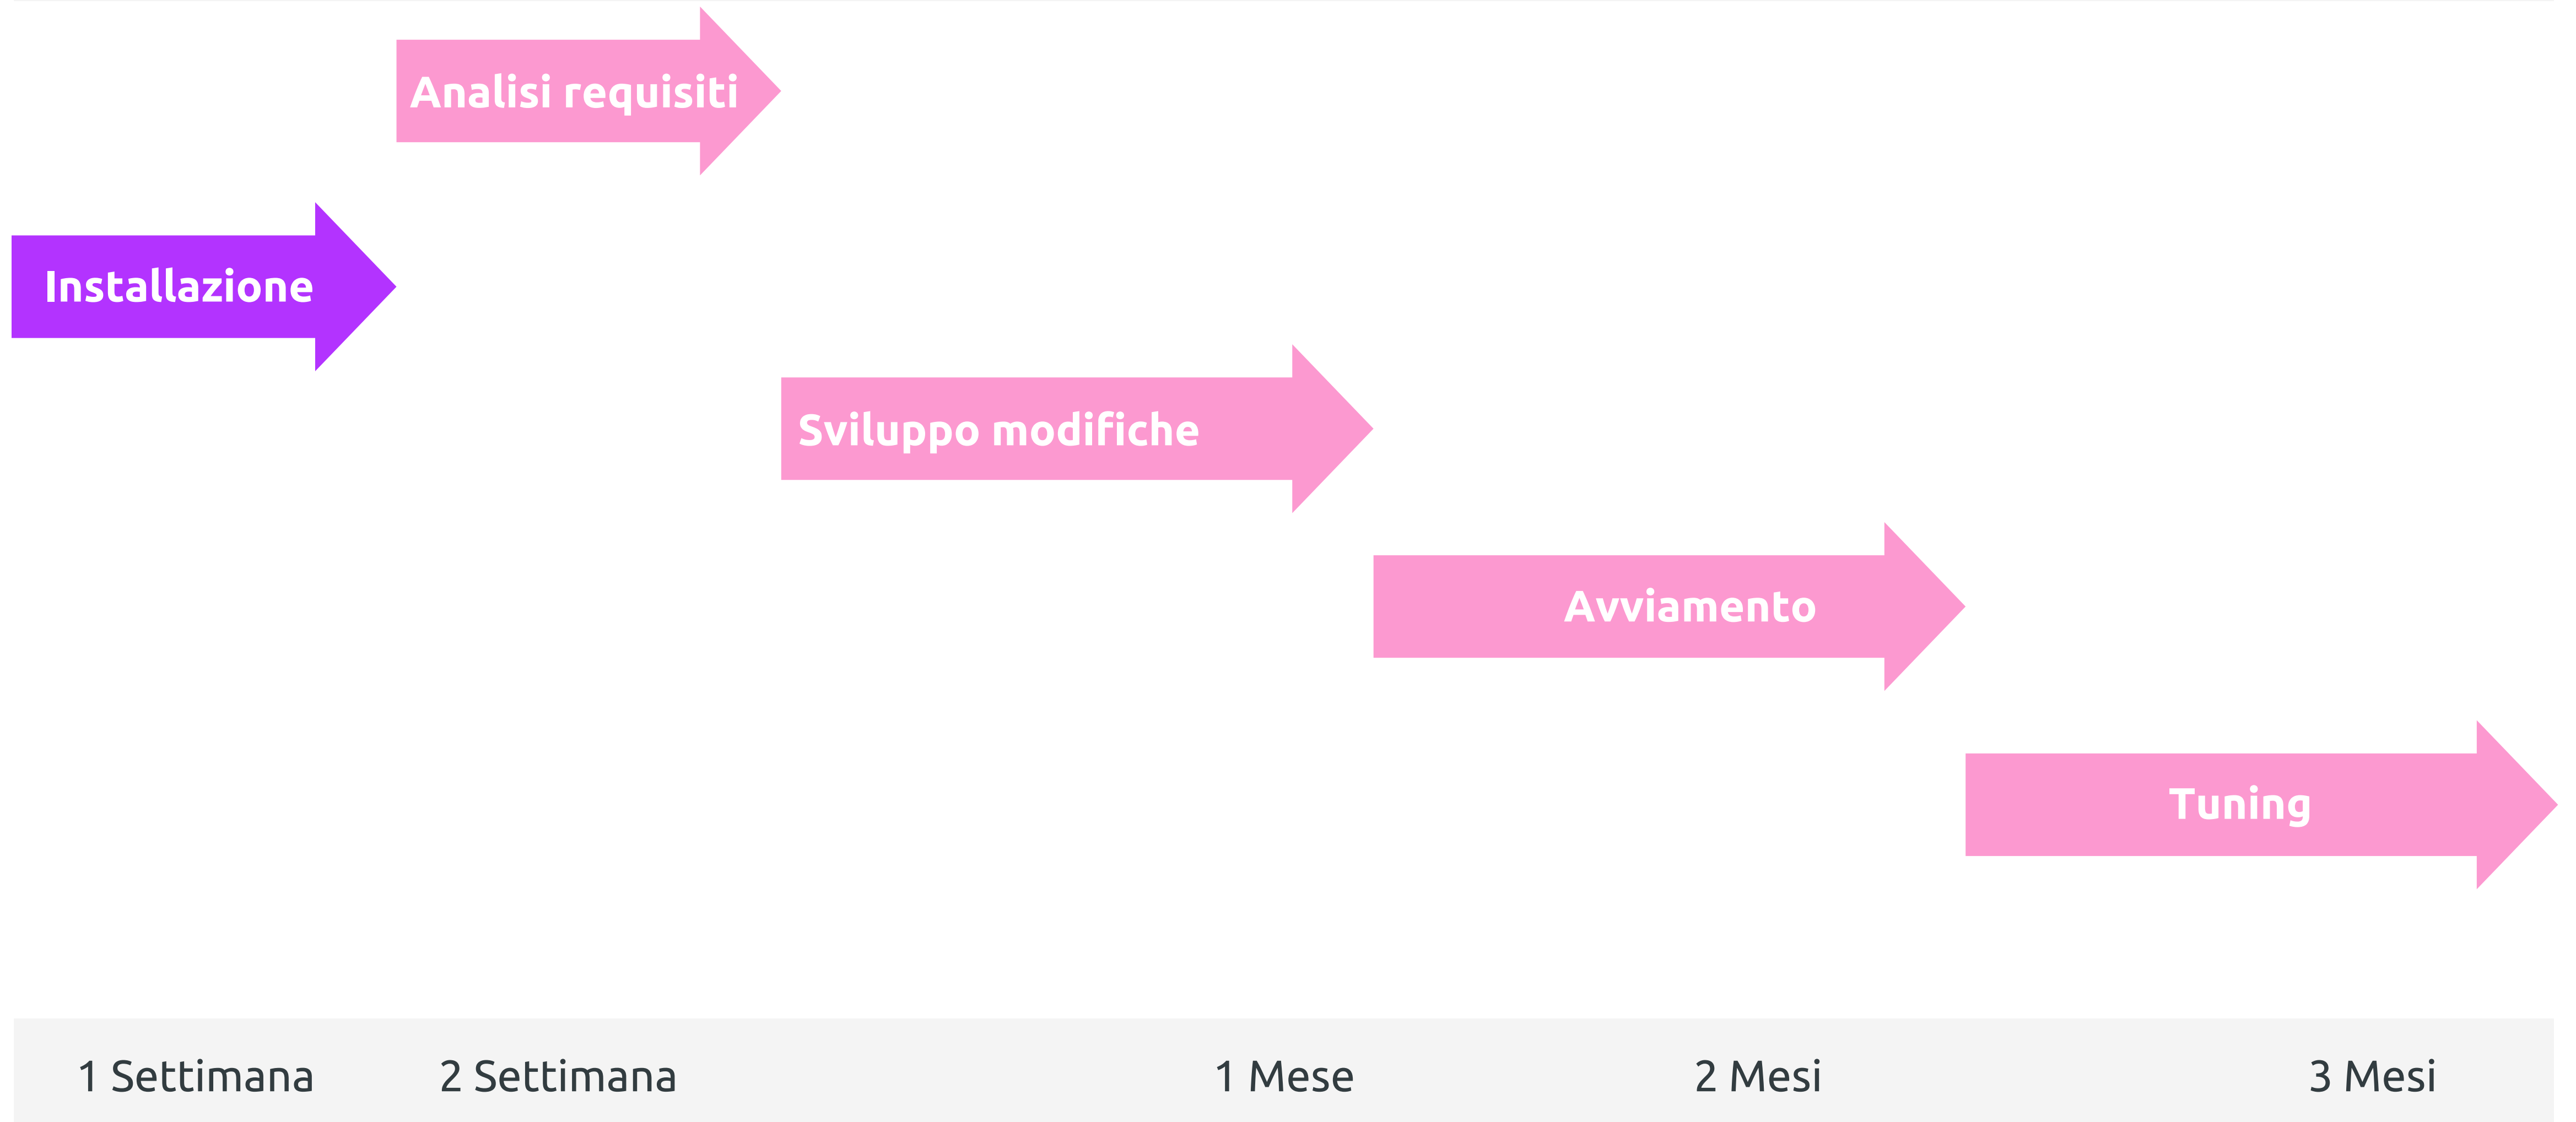 Analisi requisiti
Installazione
Sviluppo modifiche
Avviamento
Tuning
1 Settimana
2 Settimana
1 Mese
2 Mesi
3 Mesi